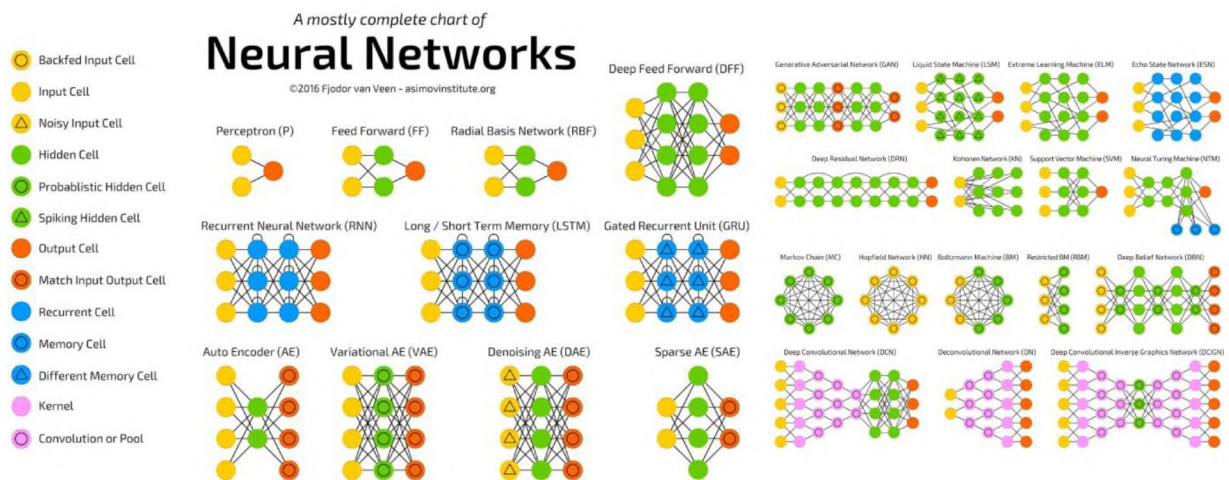 A mostly complete chart of
Neural Networks
©2016 Fjodor van Veen - asimovinstitute.org
Backfed Input Cell
Input Cell
Noisy Input Cell
Hidden Cell
Probablistic Hidden Cell
Spiking Hidden Cell
Output Cell
Match Input Output Cell
Recurrent Cell
Memory Cell
Different Memory Cell
Kernel
Convolution or Pool
Perceptron (P)
Feed Forward (FF)
Radial Basis Network (RBF)
Deep Feed Forward (DFF)
Recurrent Neural Network (RNN)
Long / Short Term Memory (LSTM)
Gated Recurrent Unit (GRU)
Auto Encoder (AE)
Variational AE (VAE)
Denoising AE (DAE)
Sparse AE (SAE)
Generative Adversarial Network (GAN)
Liquid State Machine (LSM)
Extreme Learning Machine (ELM)
Echo State Network (ESN)
Deep Residual Network (DRN)
Kohonen Network (KN)
Support Vector Machine (SVM)
Neural Turing Machine (NTM)
Markov Chain (MC)
Hopfield Network (HN)
Boltzmann Machine (BM)
Restricted BM (RBM)
Deep Belief Network (DBN)
Deep Convolutional Network (DCN)
Deconvolutional Network (DN)
Deep Convolutional Inverse Graphics Network (DCIGN)